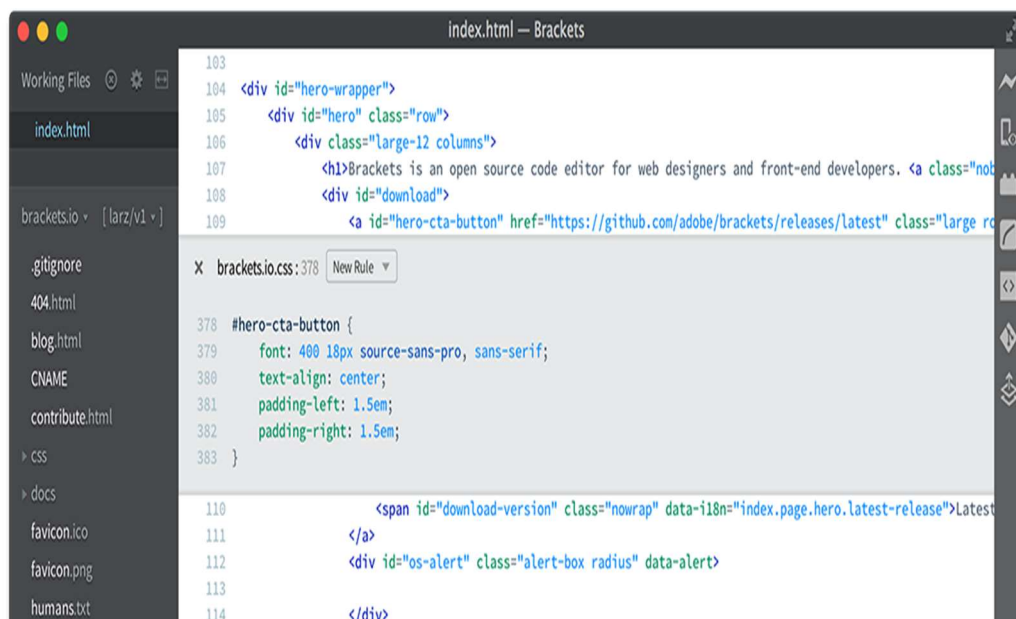 index.html — Brackets
Working Files
index.html
brackets.io
[ larz/v1 ]
.gitignore
404.html
blog.html
CNAME
contribute.html
css
docs
favicon.ico
favicon.png
humans.txt
103
104 <div id="hero-wrapper">
105 <div id="hero" class="row">
106 <div class="large-12 columns">
107 <h1>Brackets is an open source code editor for web designers and front-end developers. <a class="nob
108 <div id="download">
109 <a id="hero-cta-button" href="https://github.com/adobe/brackets/releases/latest" class="large ro
X brackets.io.css : 378 New Rule
378 #hero-cta-button {
379 font: 400 18px source-sans-pro, sans-serif;
380 text-align: center;
381 padding-left: 1.5em;
382 padding-right: 1.5em;
383 }
110 <span id="download-version" class="nowrap" data-i18n="index.page.hero.latest-release">Latest
111 </a>
112 <div id="os-alert" class="alert-box radius" data-alert>
113
114 </div>